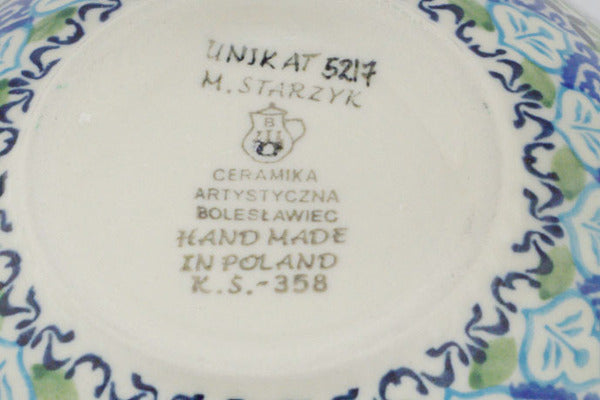 UNIKAT 5217
M. STARZYK
B
CERAMIKA
ARTYSTYCZNA
BOLESŁAWIEC
HAND MADE
IN POLAND
K.S.-358